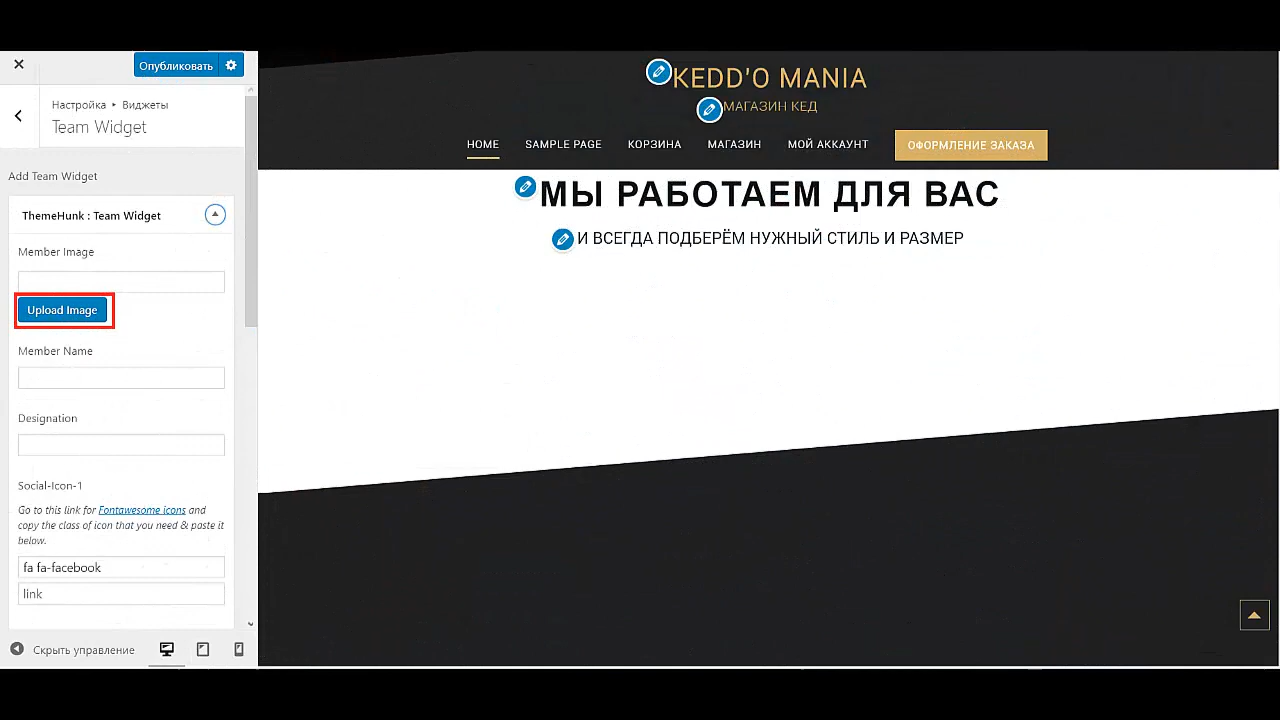 Опубликовать
Настройка ▸ Виджеты
Team Widget
Add Team Widget
ThemeHunk : Team Widget
Member Image
Upload Image
Member Name
Designation
Social-Icon-1
Go to this link for Fontawesome icons and
copy the class of icon that you need & paste it
below.
fa fa-facebook
link
Скрыть управление
KEDD'O MANIA
МАГАЗИН КЕД
HOME SAMPLE PAGE КОРЗИНА МАГАЗИН МОЙ АККАУНТ ОФОРМЛЕНИЕ ЗАКАЗА
МЫ РАБОТАЕМ ДЛЯ ВАС
И ВСЕГДА ПОДБЕРЁМ НУЖНЫЙ СТИЛЬ И РАЗМЕР